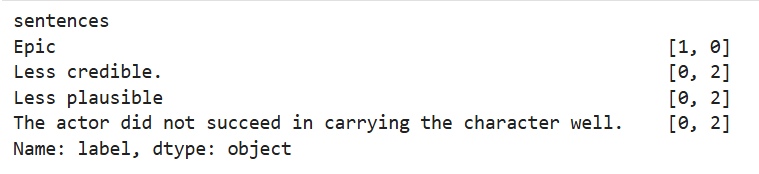 sentences
Epic [1, 0]
Less credible. [0, 2]
Less plausible [0, 2]
The actor did not succeed in carrying the character well. [0, 2]
Name: label, dtype: object